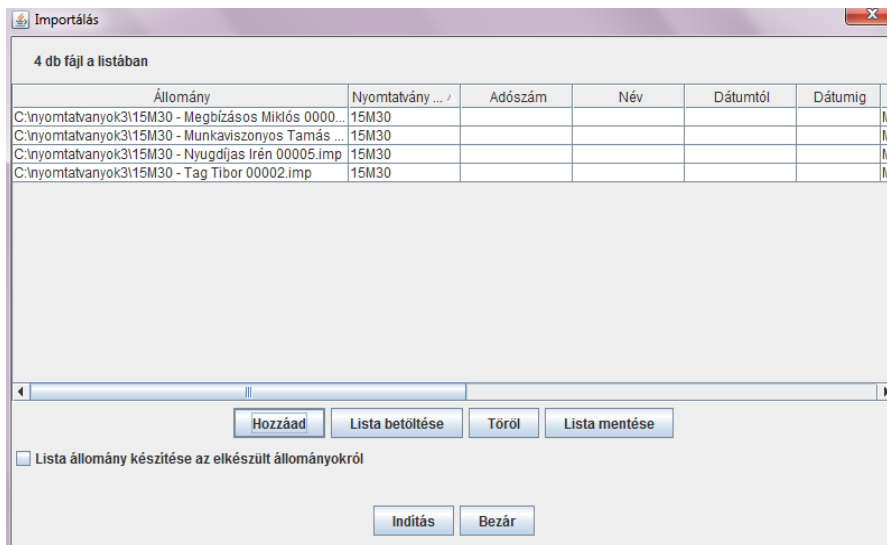 Importálás
4 db fájl a listában
Állomány Nyomtatvány ... Adószám Név Dátumtól Dátumig
C:\nyomtatvanyok3\15M30 - Megbízásos Miklós 0000... 15M30
C:\nyomtatvanyok3\15M30 - Munkaviszonyos Tamás ... 15M30
C:\nyomtatvanyok3\15M30 - Nyugdíjas Irén 00005.imp 15M30
C:\nyomtatvanyok3\15M30 - Tag Tibor 00002.imp 15M30
Hozzáad Lista betöltése Töröl Lista mentése
Lista állomány készítése az elkészült állományokról
Indítás Bezár